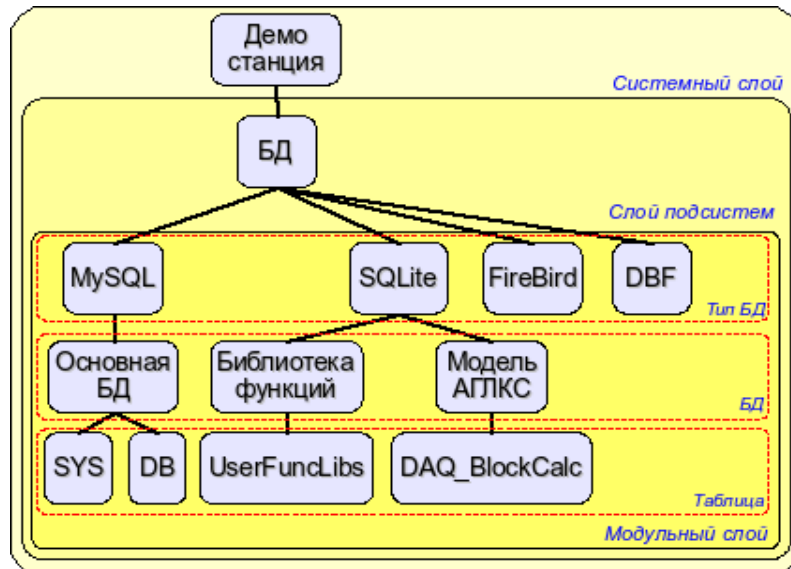 Демо
станция
Системный слой
БД
Слой подсистем
MySQL
SQLite
FireBird
DBF
Тип БД
Основная
БД
Библиотека
функций
Модель
АГЛКС
БД
SYS
DB
UserFuncLibs
DAQ_BlockCalc
Таблица
Модульный слой